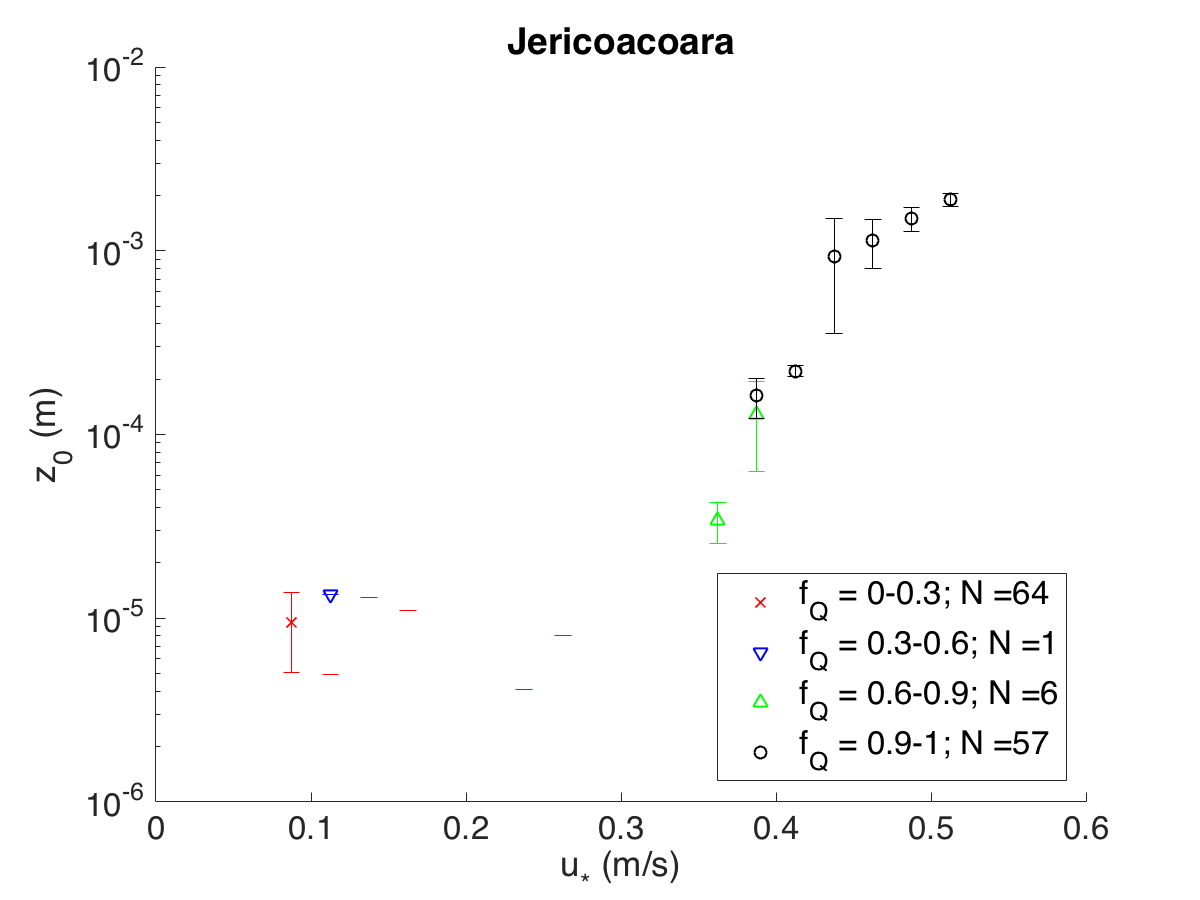 Jericoacoara
10^-2
10^-3
10^-4
10^-5
10^-6
z_0 (m)
f_Q = 0-0.3; N =64
f_Q = 0.3-0.6; N =1
f_Q = 0.6-0.9; N =6
f_Q = 0.9-1; N =57
0 0.1 0.2 0.3 0.4 0.5 0.6
u_* (m/s)